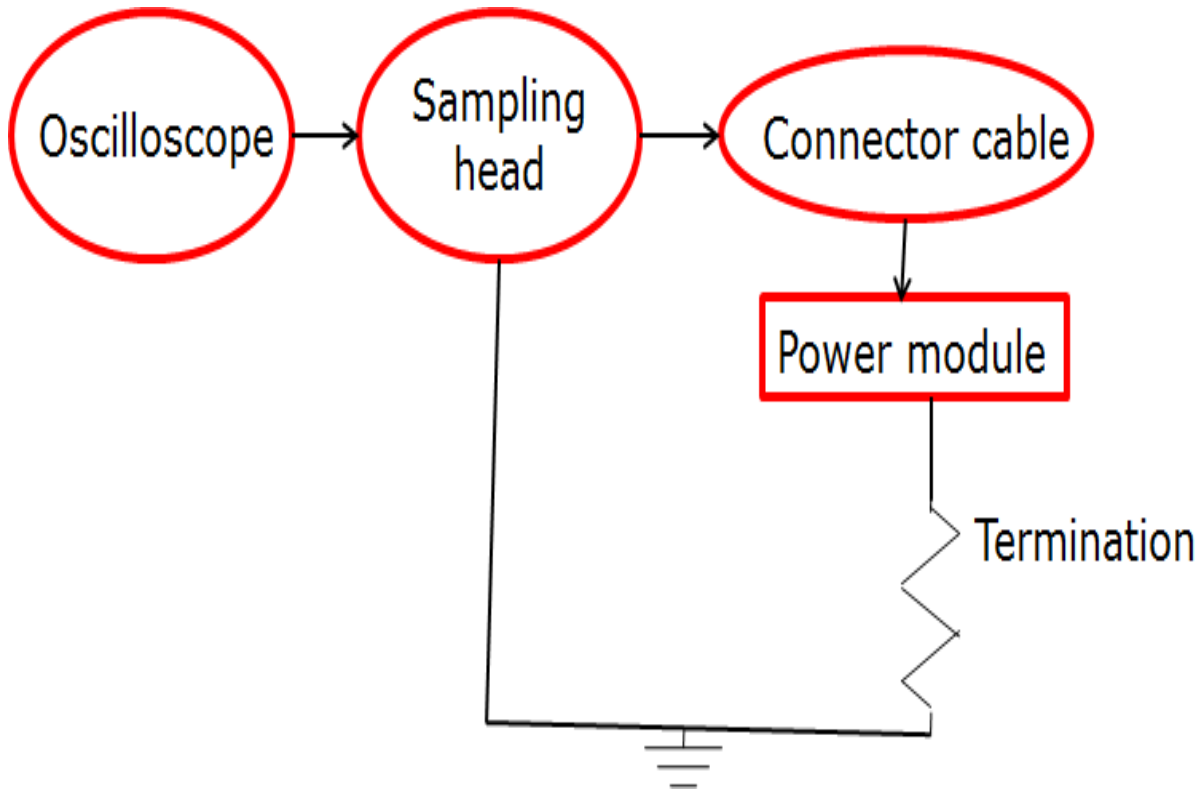 Oscilloscope
Sampling
head
Connector cable
Power module
Termination